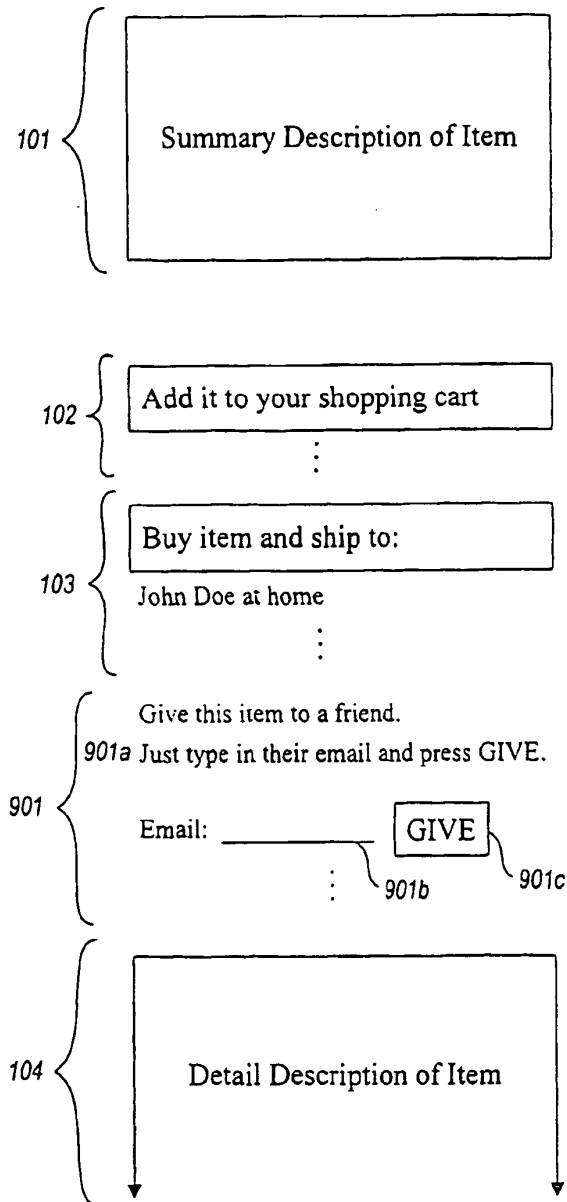 101
Summary Description of Item
102
Add it to your shopping cart
103
Buy item and ship to:
John Doe at home
901
Give this item to a friend.
901a Just type in their email and press GIVE.
Email: GIVE
901b
901c
104
Detail Description of Item